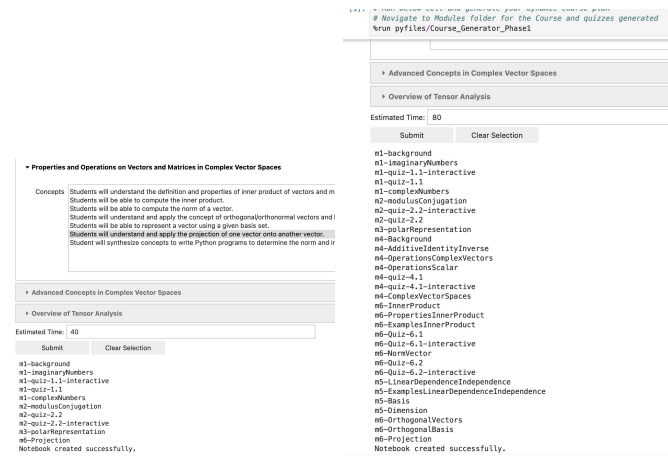 ▾ Properties and Operations on Vectors and Matrices in Complex Vector Spaces
Concepts
Students will understand the definition and properties of inner product of vectors and m
Students will be able to compute the inner product.
Students will be able to compute the norm of a vector.
Students will understand and apply the concept of orthogonal/orthonormal vectors and
Students will be able to represent a vector using a given basis set.
Students will understand and apply the projection of one vector onto another vector.
Student will synthesize concepts to write Python programs to determine the norm and in
▸ Advanced Concepts in Complex Vector Spaces
▸ Overview of Tensor Analysis
Estimated Time: 40
Submit Clear Selection
m1-background
m1-imaginaryNumbers
m1-quiz-1.1-interactive
m1-quiz-1.1
m1-complexNumbers
m2-modulusConjugation
m2-quiz-2.2
m2-quiz-2.2-interactive
m3-polarRepresentation
m6-Projection
Notebook created successfully.
# Run below cell and generate your dynamic course plan
# Novigate to Modules folder for the Course and quizzes generated
%run pyfiles/Course_Generator_Phase1
▸ Advanced Concepts in Complex Vector Spaces
▸ Overview of Tensor Analysis
Estimated Time: 80
Submit Clear Selection
m1-background
m1-imaginaryNumbers
m1-quiz-1.1-interactive
m1-quiz-1.1
m1-complexNumbers
m2-modulusConjugation
m2-quiz-2.2-interactive
m2-quiz-2.2
m3-polarRepresentation
m4-Background
m4-AdditiveIdentityInverse
m4-OperationsComplexVectors
m4-OperationsScalar
m4-quiz-4.1
m4-quiz-4.1-interactive
m4-ComplexVectorSpaces
m6-InnerProduct
m6-PropertiesInnerProduct
m6-ExamplesInnerProduct
m6-Quiz-6.1
m6-Quiz-6.1-interactive
m6-NormVector
m6-Quiz-6.2
m6-Quiz-6.2-interactive
m5-LinearDependenceIndependence
m5-ExamplesLinearDependenceIndependence
m5-Basis
m5-Dimension
m6-OrthogonalVectors
m6-OrthogonalBasis
m6-Projection
Notebook created successfully.